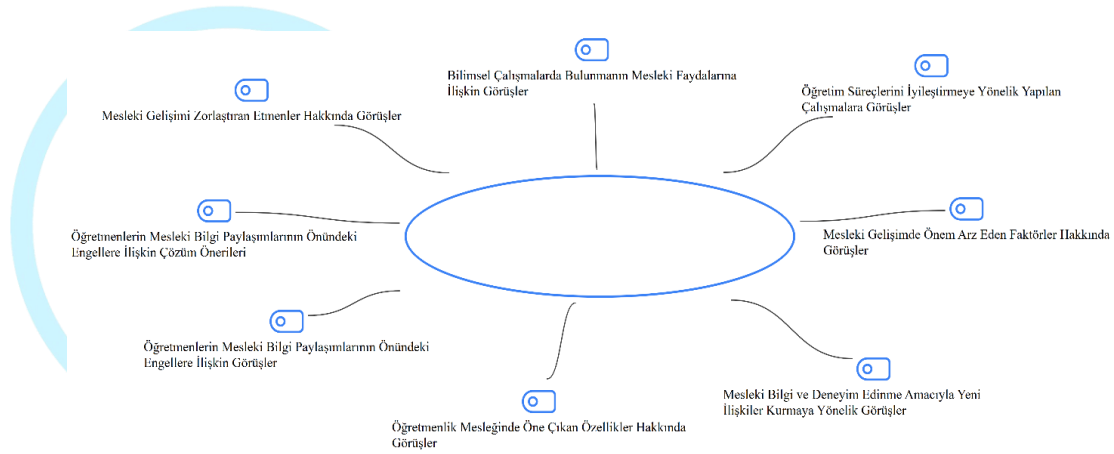 Bilimsel Çalışmalarda Bulunmanın Mesleki Faydalarına
İlişkin Görüşler
Öğretim Süreçlerini İyileştirmeye Yönelik Yapılan
Çalışmalara Görüşler
Mesleki Gelişimi Zorlaştıran Etmenler Hakkında Görüşler
Öğretmenlerin Mesleki Bilgi Paylaşımlarının Önündeki
Engellere İlişkin Çözüm Önerileri
Mesleki Gelişimde Önem Arz Eden Faktörler Hakkında
Görüşler
Öğretmenlerin Mesleki Bilgi Paylaşımlarının Önündeki
Engellere İlişkin Görüşler
Mesleki Bilgi ve Deneyim Edinme Amacıyla Yeni
İlişkiler Kurmaya Yönelik Görüşler
Öğretmenlik Mesleğinde Öne Çıkan Özellikler Hakkında
Görüşler